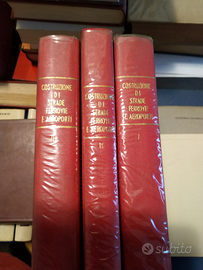 COSTRUZIONE
DI
STRADE
FERROVIE
E AEROPORTI
COSTRUZIONE
DI
STRADE
FERROVIE
E AEROPORTI
II
COSTRUZIONE
DI
STRADE
FERROVIE
E AEROPORTI
I
subito